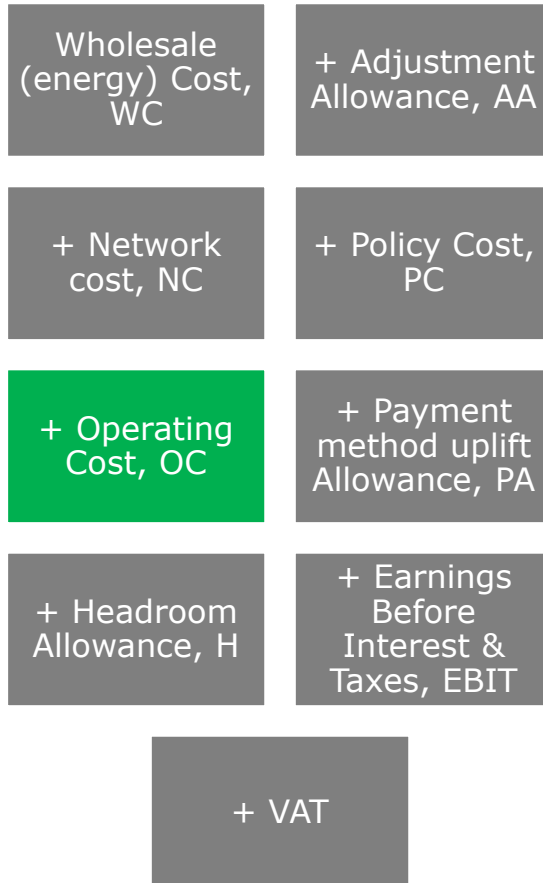 Wholesale
(energy) Cost,
WC
+ Adjustment
Allowance, AA
+ Network
cost, NC
+ Policy Cost,
PC
+ Operating
Cost, OC
+ Payment
method uplift
Allowance, PA
+ Headroom
Allowance, H
+ Earnings
Before
Interest &
Taxes, EBIT
+ VAT